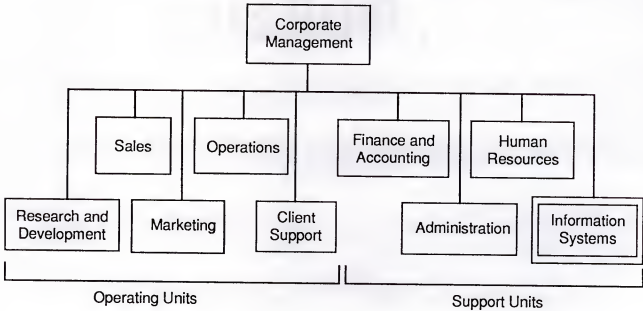 Corporate
Management
Sales
Operations
Finance and
Accounting
Human
Resources
Research and
Development
Marketing
Client
Support
Administration
Information
Systems
Operating Units
Support Units